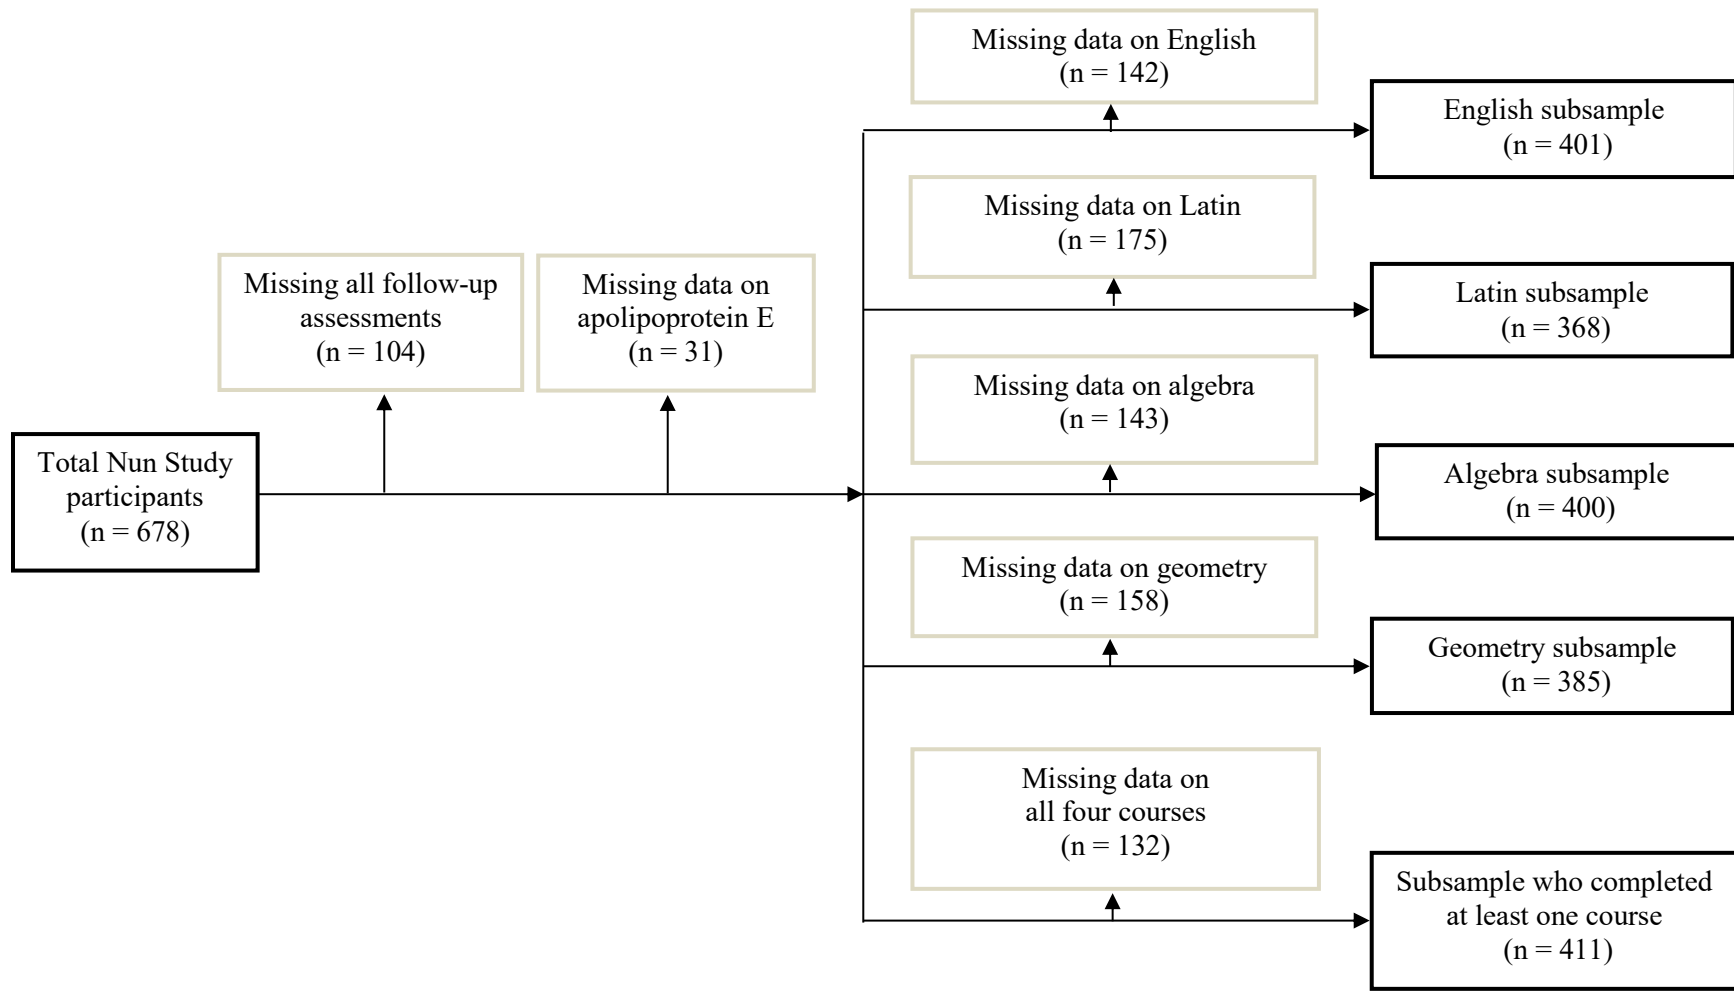 Total Nun Study
participants
(n = 678)
Missing all follow-up
assessments
(n = 104)
Missing data on
apolipoprotein E
(n = 31)
Missing data on English
(n = 142)
English subsample
(n = 401)
Missing data on Latin
(n = 175)
Latin subsample
(n = 368)
Missing data on algebra
(n = 143)
Algebra subsample
(n = 400)
Missing data on geometry
(n = 158)
Geometry subsample
(n = 385)
Missing data on
all four courses
(n = 132)
Subsample who completed
at least one course
(n = 411)